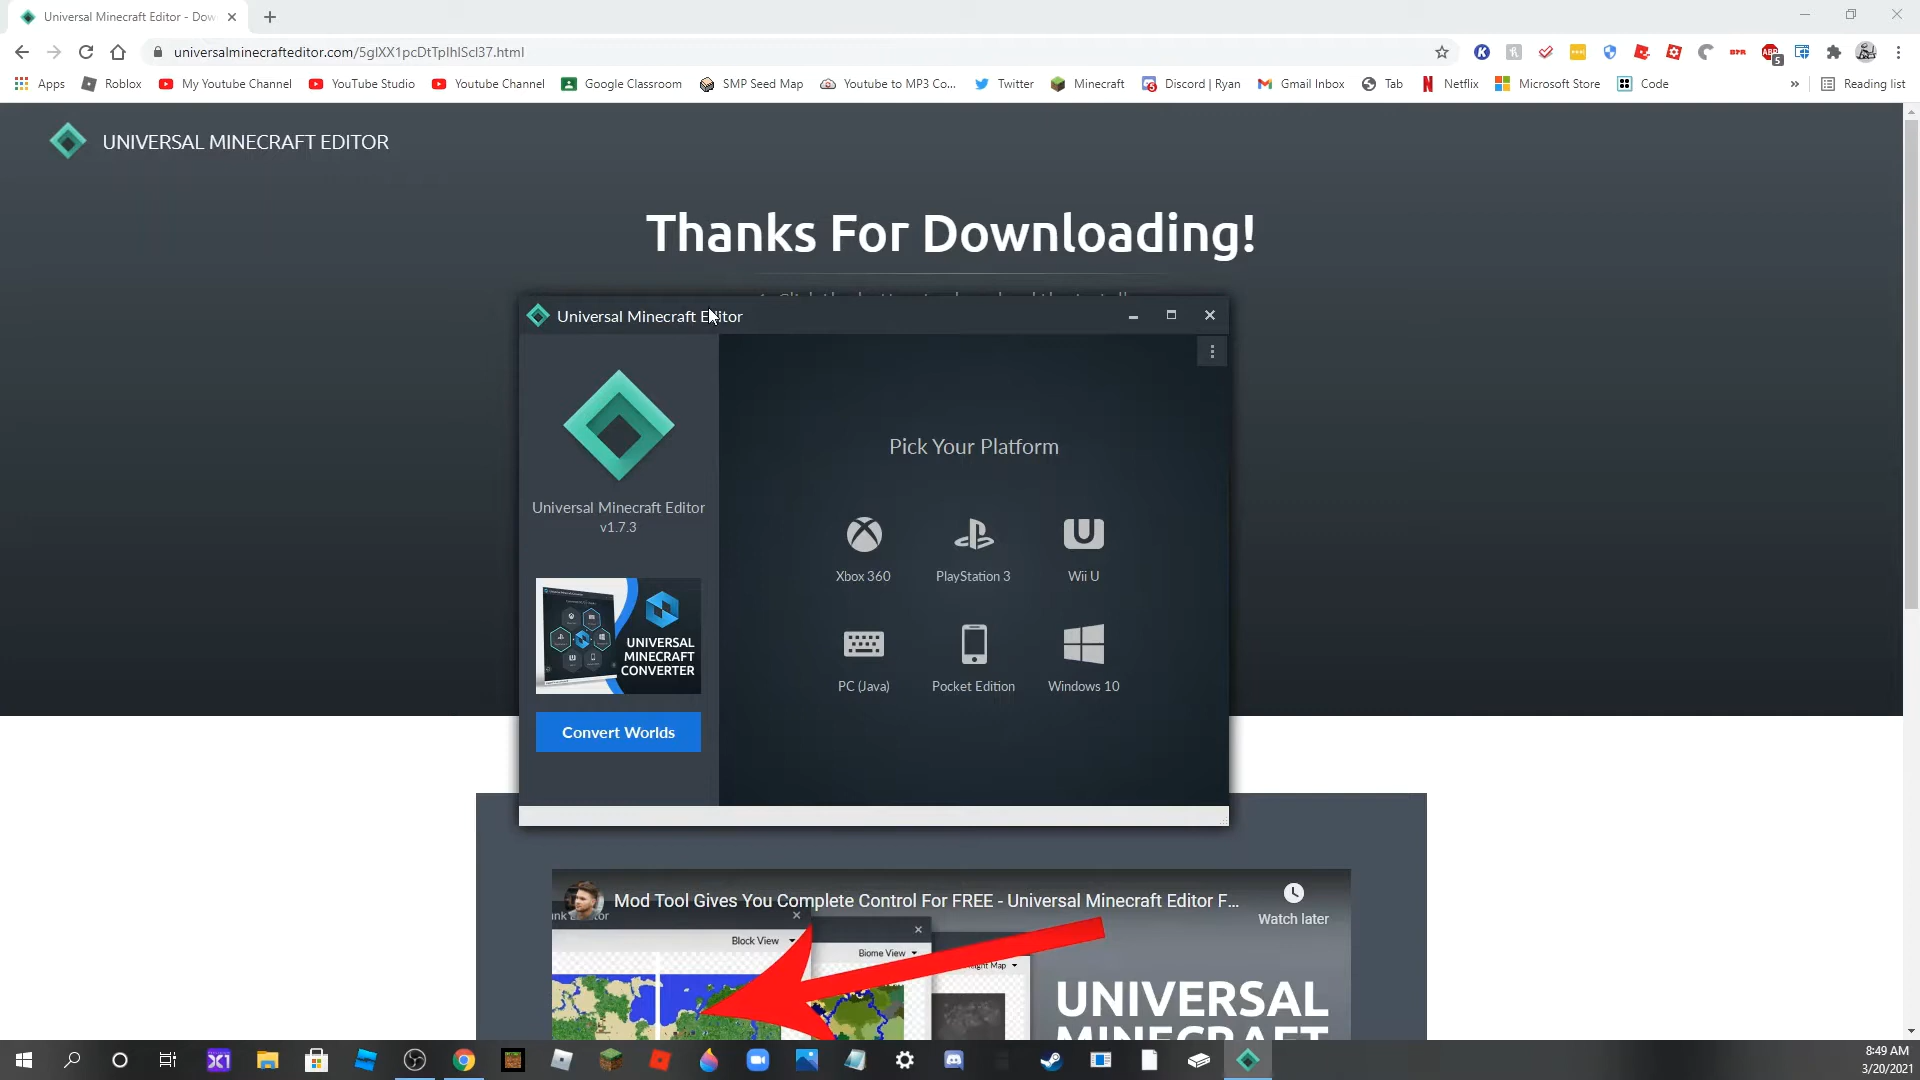 Universal Minecraft Editor - Dow
universalminecrafteditor.com/5glXX1pcDtTpIhlScl37.html
5
Apps
Roblox
My Youtube Channel
YouTube Studio
Youtube Channel
Google Classroom
SMP Seed Map
Youtube to MP3 Co...
Twitter
Minecraft
Discord | Ryan
Gmail Inbox
Tab
Netflix
Microsoft Store
Code
Reading list
UNIVERSAL MINECRAFT EDITOR
Thanks For Downloading!
Universal Minecraft Editor
Pick Your Platform
Universal Minecraft Editor
v1.7.3
Xbox 360
PlayStation 3
Wii U
PC (Java)
Pocket Edition
Windows 10
UNIVERSAL
MINECRAFT
CONVERTER
Convert Worlds
Mod Tool Gives You Complete Control For FREE - Universal Minecraft Editor F...
Watch later
Block View
Biome View
UNIVERSAL
MINECRAFT
8:49 AM
3/20/2021